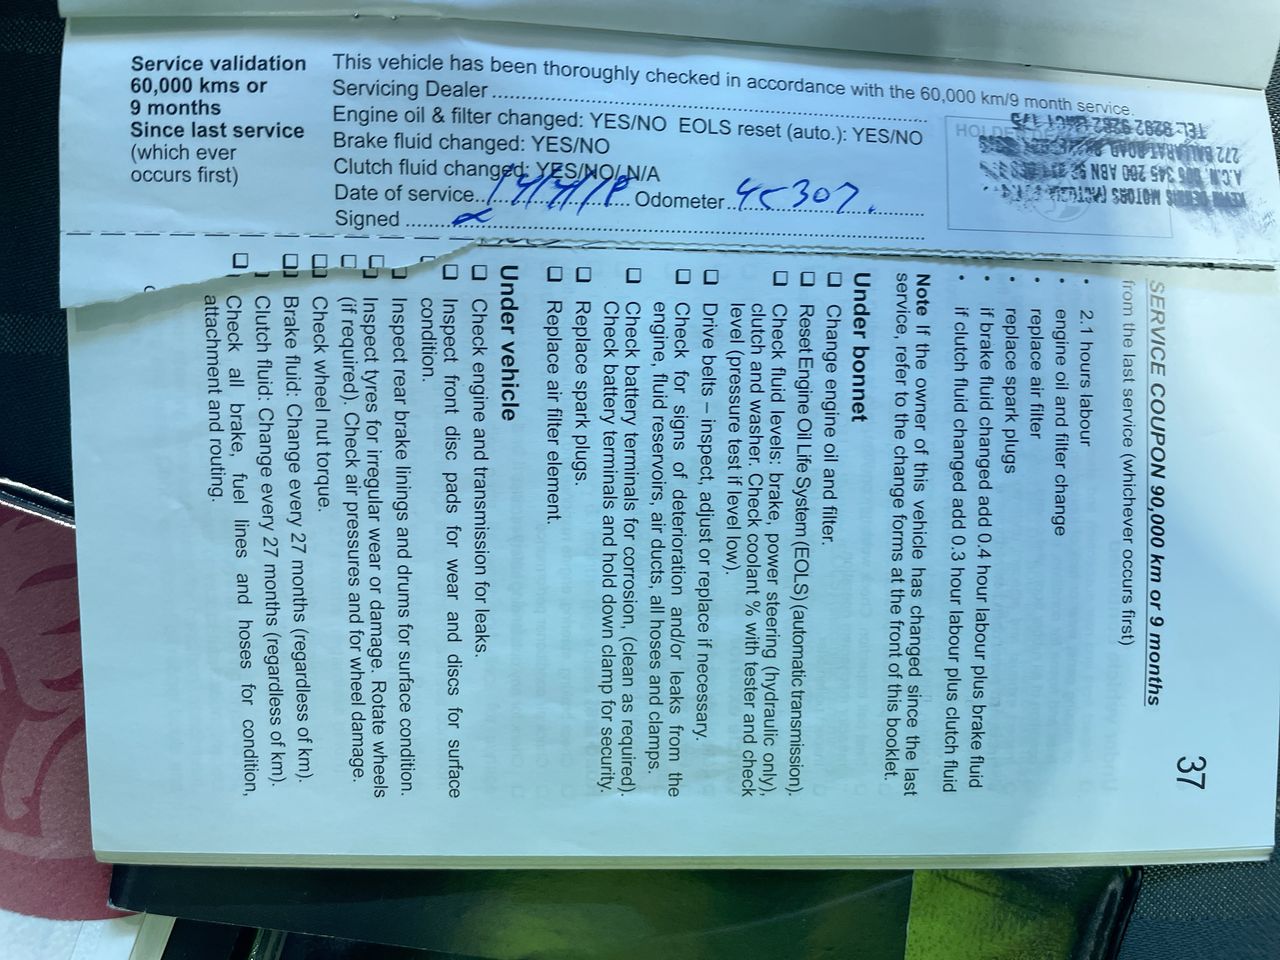 Service validation
60,000 kms or
9 months
Since last service
(which ever
occurs first)
This vehicle has been thoroughly checked in accordance with the 60,000 km/9 month service.
Servicing Dealer ..........
Engine oil & filter changed: YES/NO EOLS reset (auto.): YES/NO
Brake fluid changed: YES/NO
Clutch fluid changed: YES/NO/ N/A
Date of service.......... Odometer..........
Signed ..........
HOLDEN
MOTORS
272 BALLARAT ROAD
37
SERVICE COUPON 90,000 km or 9 months
from the last service (whichever occurs first)
• 2.1 hours labour
• engine oil and filter change
• replace air filter
• replace spark plugs
• if brake fluid changed add 0.4 hour labour plus brake fluid
• if clutch fluid changed add 0.3 hour labour plus clutch fluid
Note If the owner of this vehicle has changed since the last
service, refer to the change forms at the front of this booklet.
Under bonnet
❑ Change engine oil and filter.
❑ Reset Engine Oil Life System (EOLS) (automatic transmission).
❑ Check fluid levels: brake, power steering (hydraulic only),
clutch and washer. Check coolant % with tester and check
level (pressure test if level low).
❑ Drive belts – inspect, adjust or replace if necessary.
❑ Check for signs of deterioration and/or leaks from the
engine, fluid reservoirs, air ducts, all hoses and clamps.
❑ Check battery terminals for corrosion, (clean as required).
Check battery terminals and hold down clamp for security.
❑ Replace spark plugs.
❑ Replace air filter element.
Under vehicle
❑ Check engine and transmission for leaks.
❑ Inspect front disc pads for wear and discs for surface
condition.
❑ Inspect rear brake linings and drums for surface condition.
❑ Inspect tyres for irregular wear or damage. Rotate wheels
(if required). Check air pressures and for wheel damage.
❑ Check wheel nut torque.
❑ Brake fluid: Change every 27 months (regardless of km).
❑ Clutch fluid: Change every 27 months (regardless of km).
❑ Check all brake, fuel lines and hoses for condition,
attachment and routing.